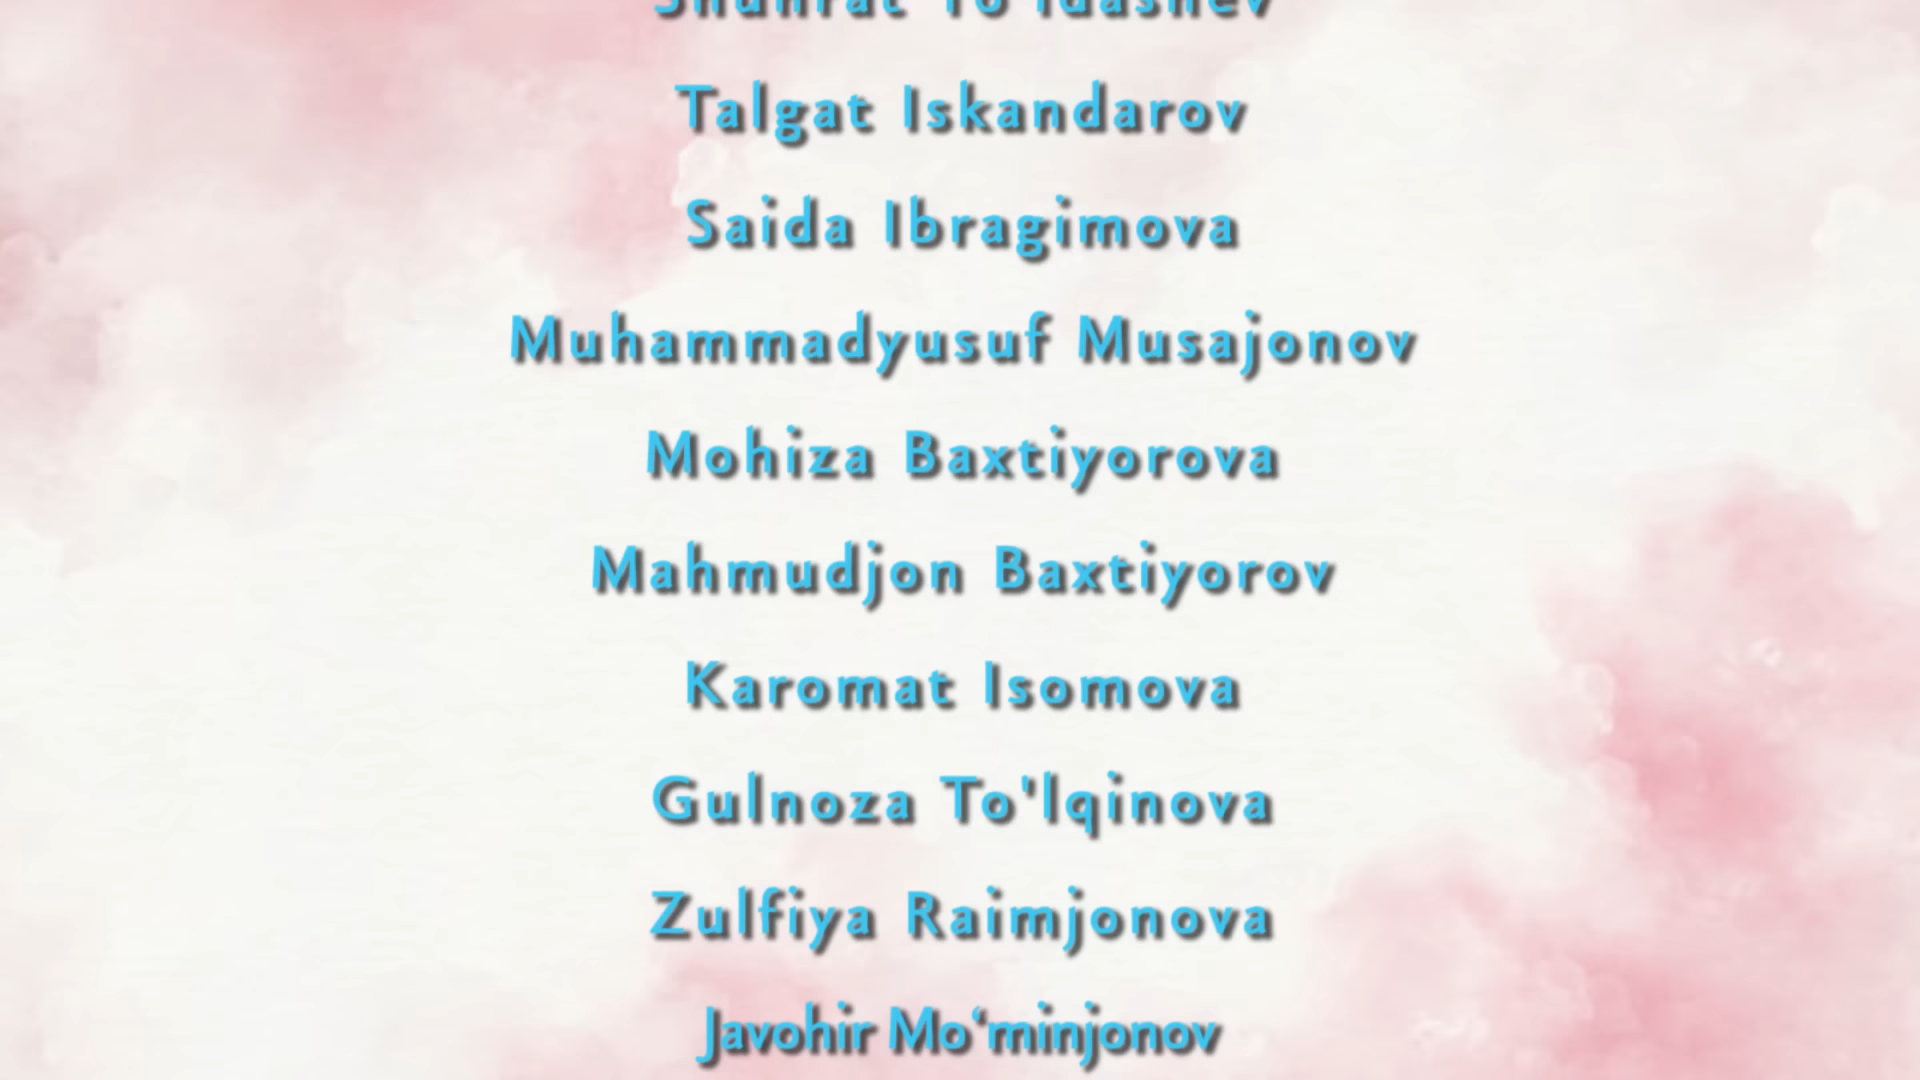 Talgat Iskandarov
Saida Ibragimova
Muhammadyusuf Musajonov
Mohiza Baxtiyorova
Mahmudjon Baxtiyorov
Karomat Isomova
Gulnoza To'lqinova
Zulfiya Raimjonova
Javohir Mo‘minjonov